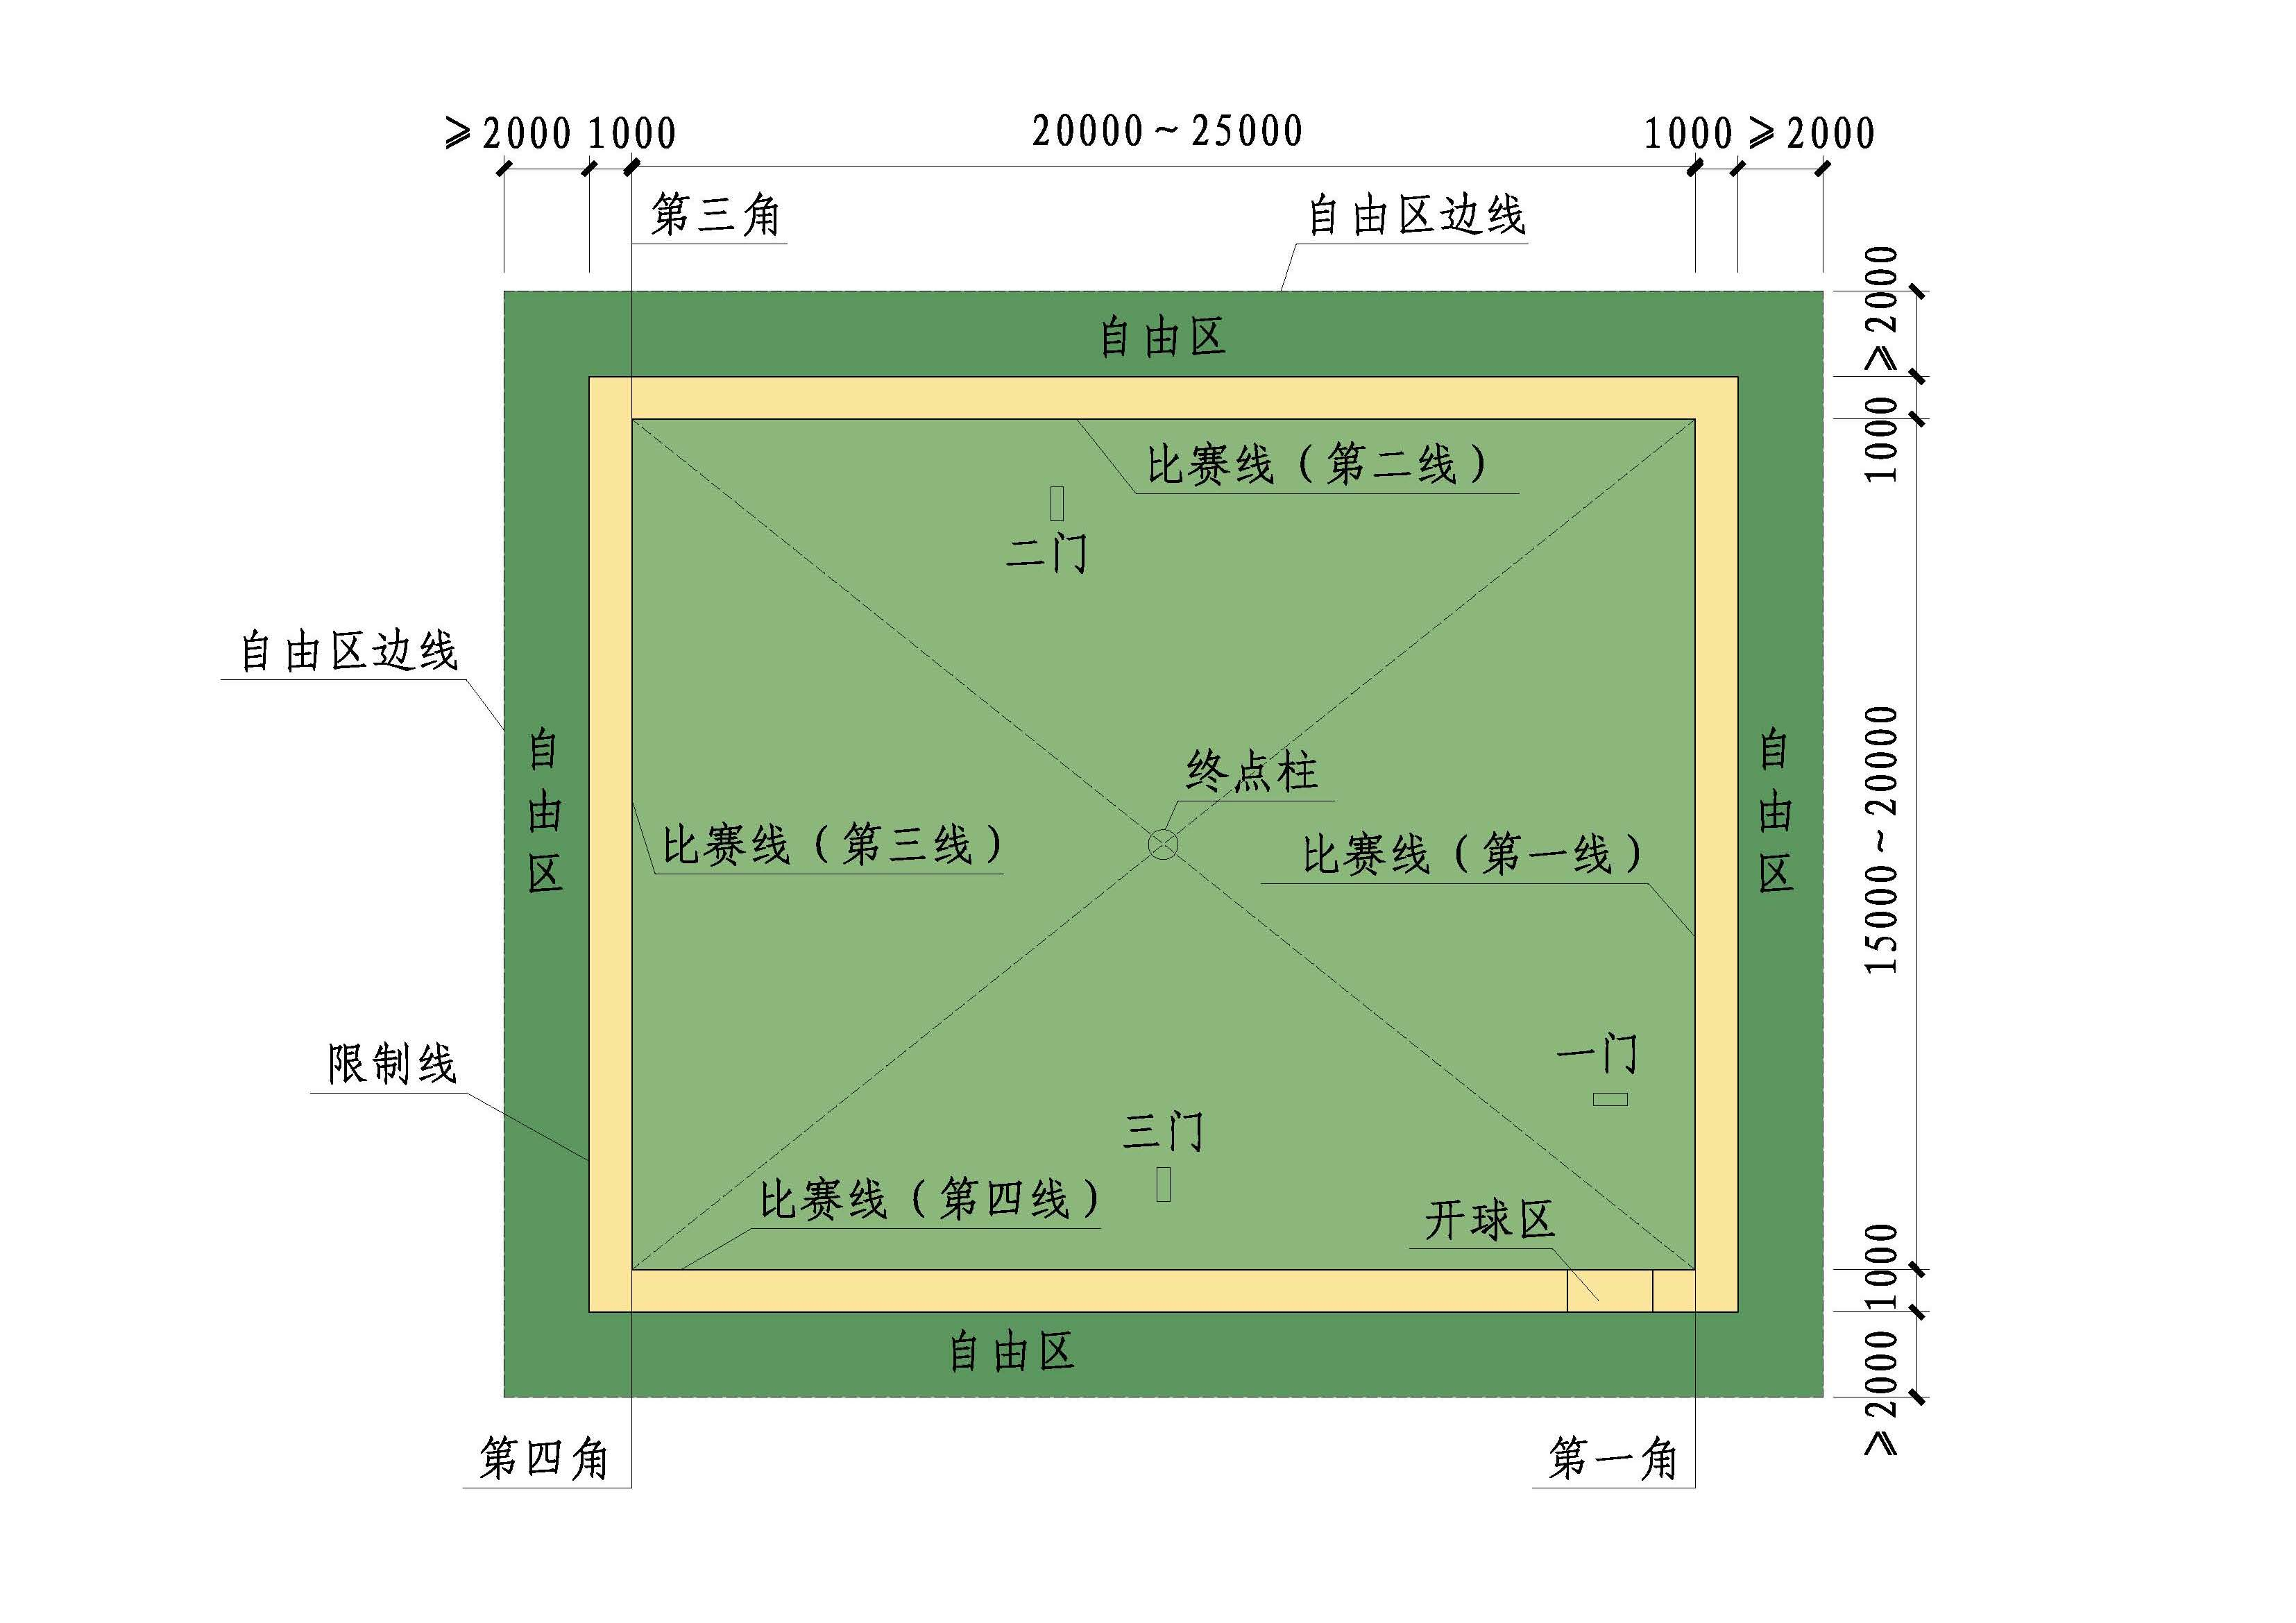 ≥2000
1000
20000～25000
1000
≥2000
第三角
自由区边线
≥2000
自由区
1000
比赛线（第二线）
二门
自由区边线
自由区
终点柱
自由区
15000～20000
比赛线（第三线）
比赛线（第一线）
限制线
一门
三门
比赛线（第四线）
开球区
1000
自由区
≥2000
第四角
第一角